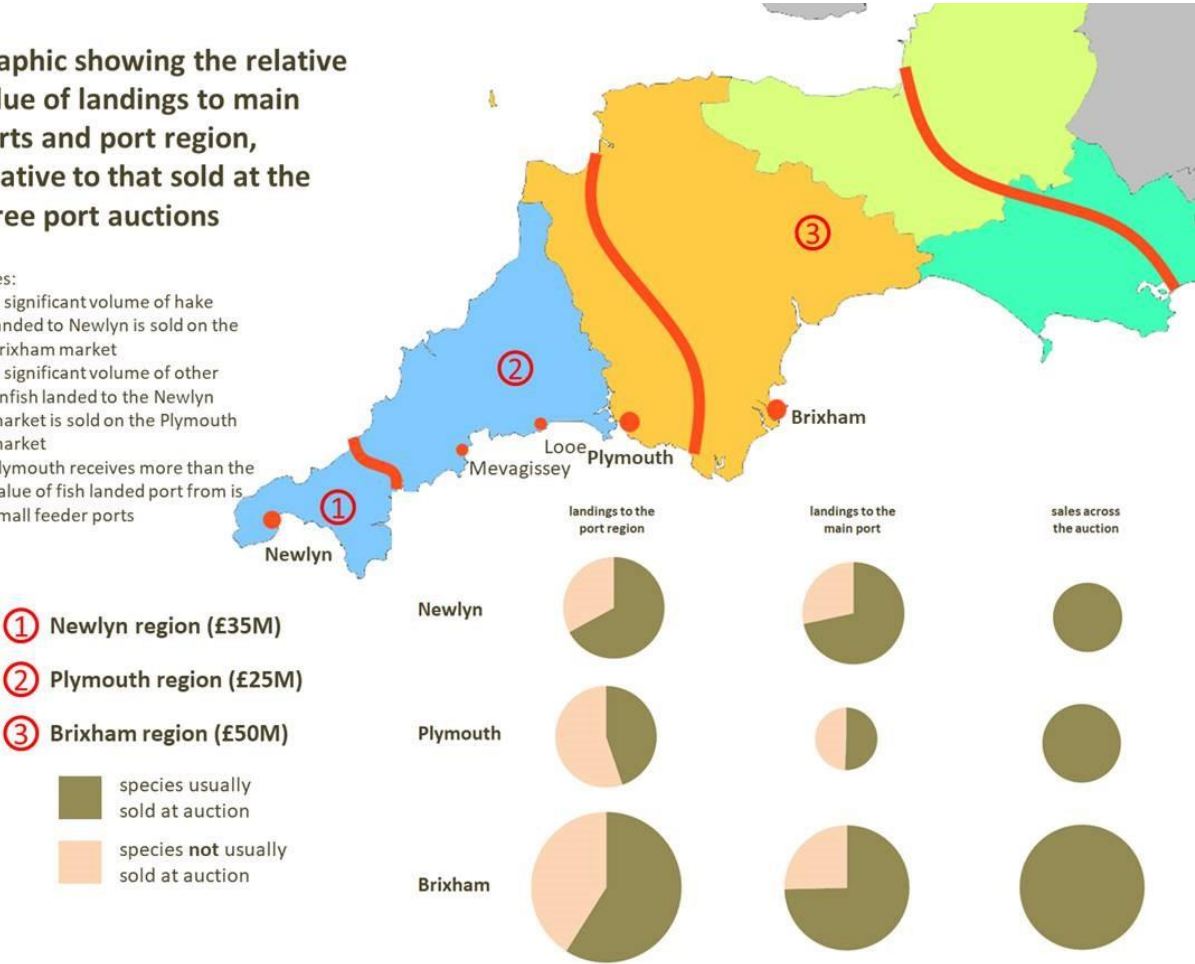 aphic showing the relative
lue of landings to main
rts and port region,
ative to that sold at the
ree port auctions
es:
significant volume of hake
anded to Newlyn is sold on the
rixham market
significant volume of other
nfish landed to the Newlyn
narket is sold on the Plymouth
narket
lymouth receives more than the
alue of fish landed port from is
mall feeder ports
3
2
1
Brixham
Looe
Plymouth
Mevagissey
Newlyn
landings to the
port region
landings to the
main port
sales across
the auction
1 Newlyn region (£35M)
2 Plymouth region (£25M)
3 Brixham region (£50M)
species usually
sold at auction
species not usually
sold at auction
Newlyn
Plymouth
Brixham